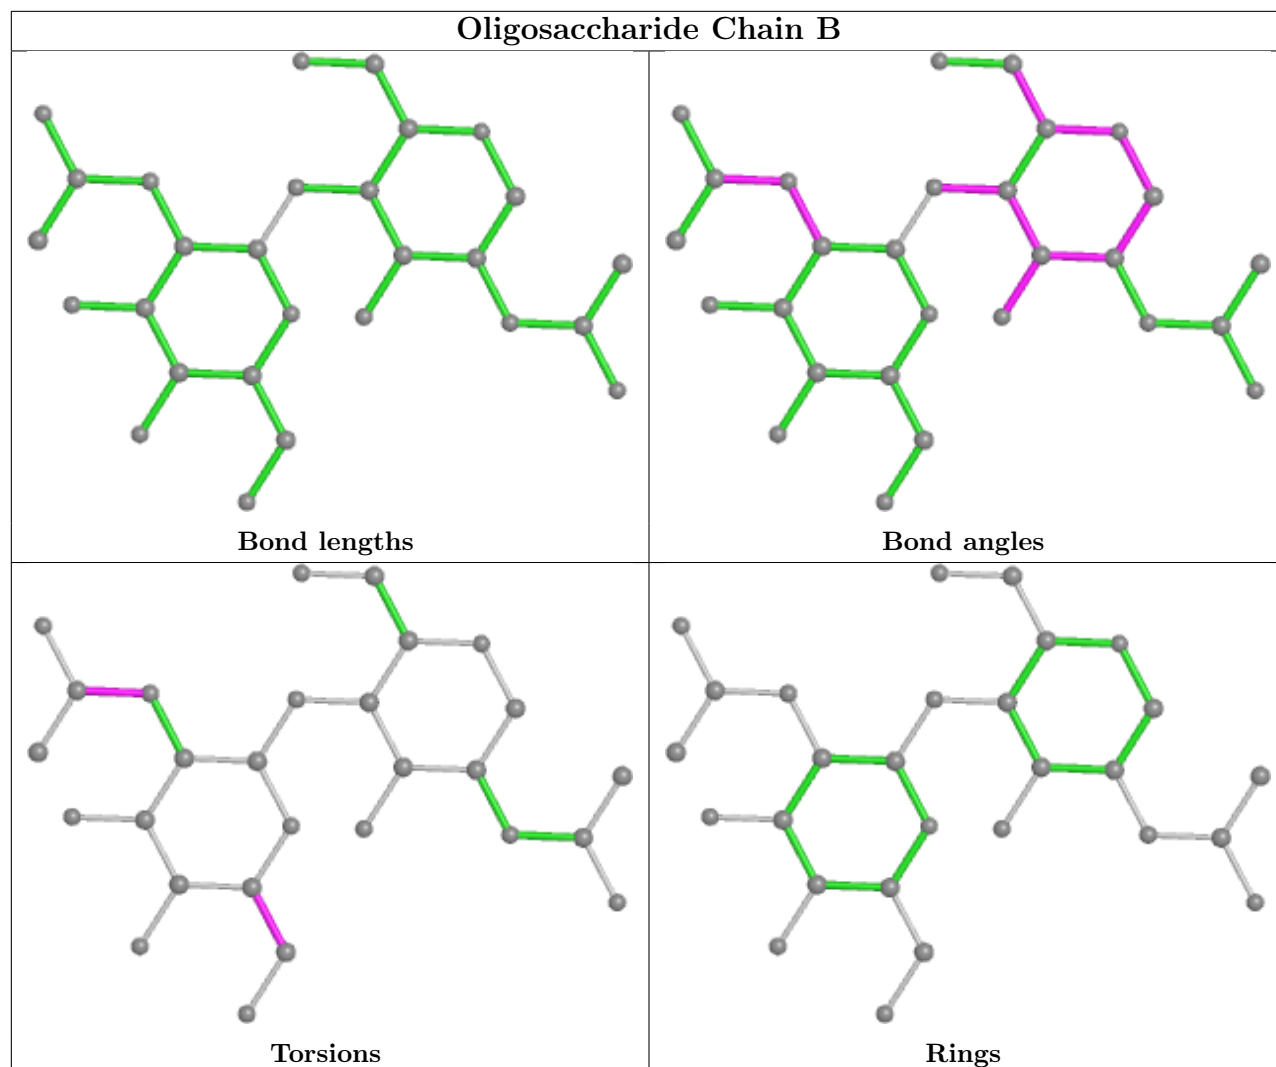 Oligosaccharide Chain B
Bond lengths
Bond angles
Torsions
Rings